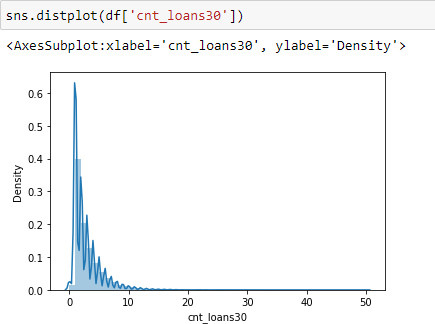 sns.distplot(df['cnt_loans30'])
<AxesSubplot:xlabel='cnt_loans30', ylabel='Density'>
0.6
0.5
0.4
0.3
0.2
0.1
0.0
Density
0 10 20 30 40 50
cnt_loans30